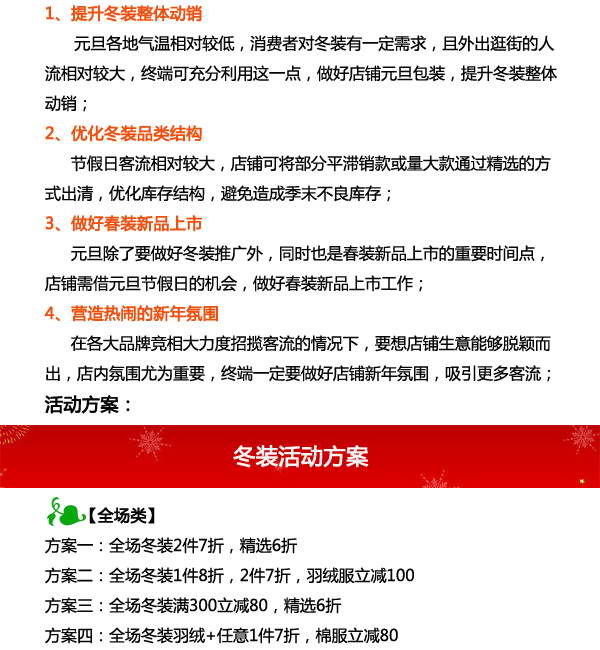 1、提升冬装整体动销
元旦各地气温相对较低，消费者对冬装有一定需求，且外出逛街的人
流相对较大，终端可充分利用这一点，做好店铺元旦包装，提升冬装整体
动销；
2、优化冬装品类结构
节假日客流相对较大，店铺可将部分平滞销款或量大款通过精选的方
式出清，优化库存结构，避免造成季末不良库存；
3、做好春装新品上市
元旦除了要做好冬装推广外，同时也是春装新品上市的重要时间点，
店铺需借元旦节假日的机会，做好春装新品上市工作；
4、营造热闹的新年氛围
在各大品牌竞相大力度招揽客流的情况下，要想店铺生意能够脱颖而
出，店内氛围尤为重要，终端一定要做好店铺新年氛围，吸引更多客流；
活动方案：
冬装活动方案
【全场类】
方案一：全场冬装2件7折，精选6折
方案二：全场冬装1件8折，2件7折，羽绒服立减100
方案三：全场冬装满300立减80，精选6折
方案四：全场冬装羽绒+任意1件7折，棉服立减80